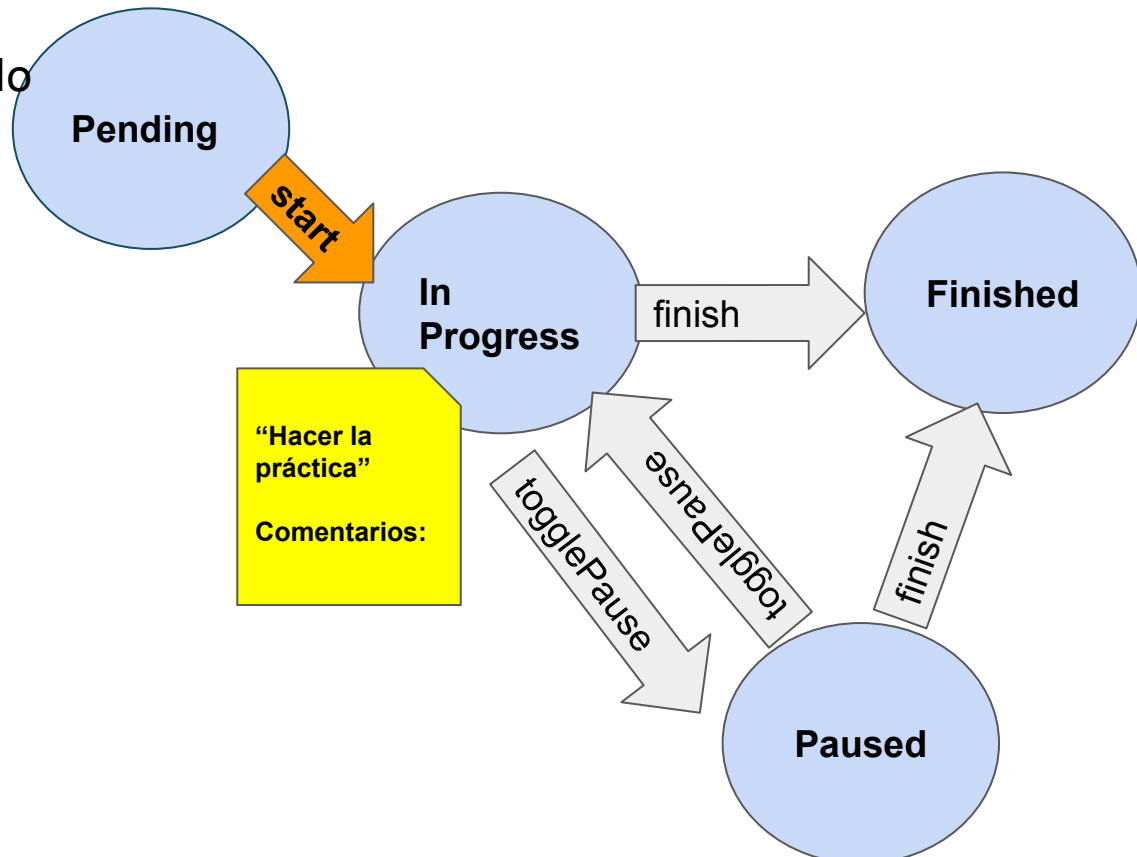 lo
Pending
start
In
Progress
finish
Finished
“Hacer la
práctica”
Comentarios:
togglePause
togglePause
finish
Paused